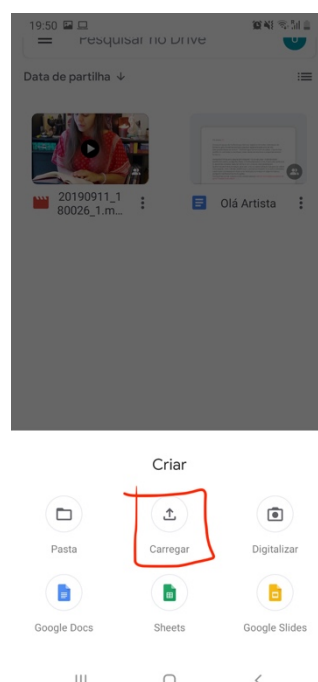 19:50
Pesquisar no Drive
Data de partilha
20190911_1
80026_1.m...
Olá Artista
Criar
Pasta
Carregar
Digitalizar
Google Docs
Sheets
Google Slides